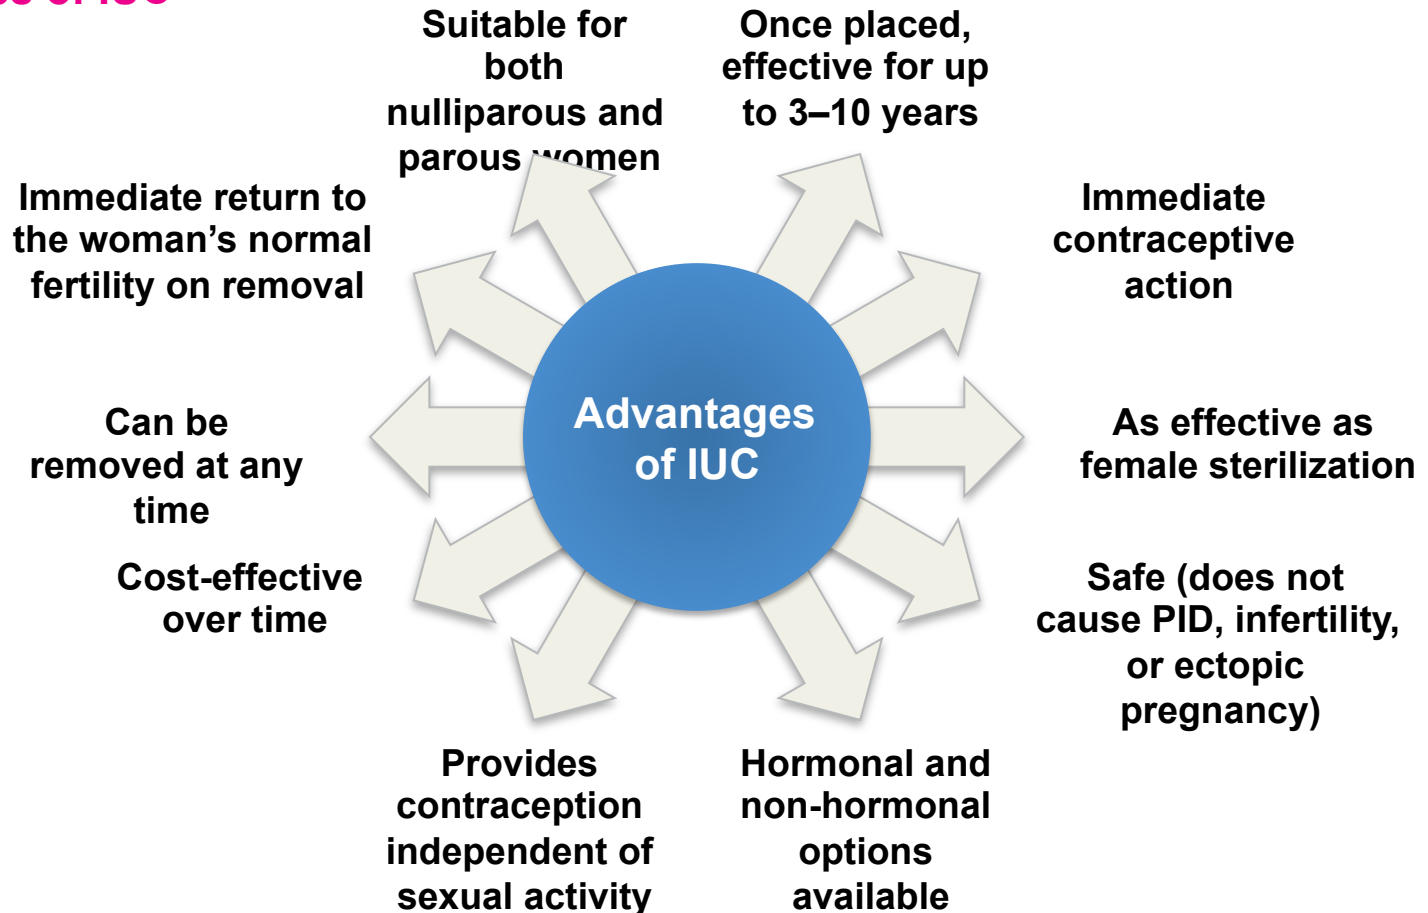 of IUC
Suitable for
both
nulliparous and
parous women
Once placed,
effective for up
to 3–10 years
Immediate
contraceptive
action
As effective as
female sterilization
Safe (does not
cause PID, infertility,
or ectopic
pregnancy)
Hormonal and
non-hormonal
options
available
Provides
contraception
independent of
sexual activity
Cost-effective
over time
Can be
removed at any
time
Immediate return to
the woman’s normal
fertility on removal
Advantages
of IUC